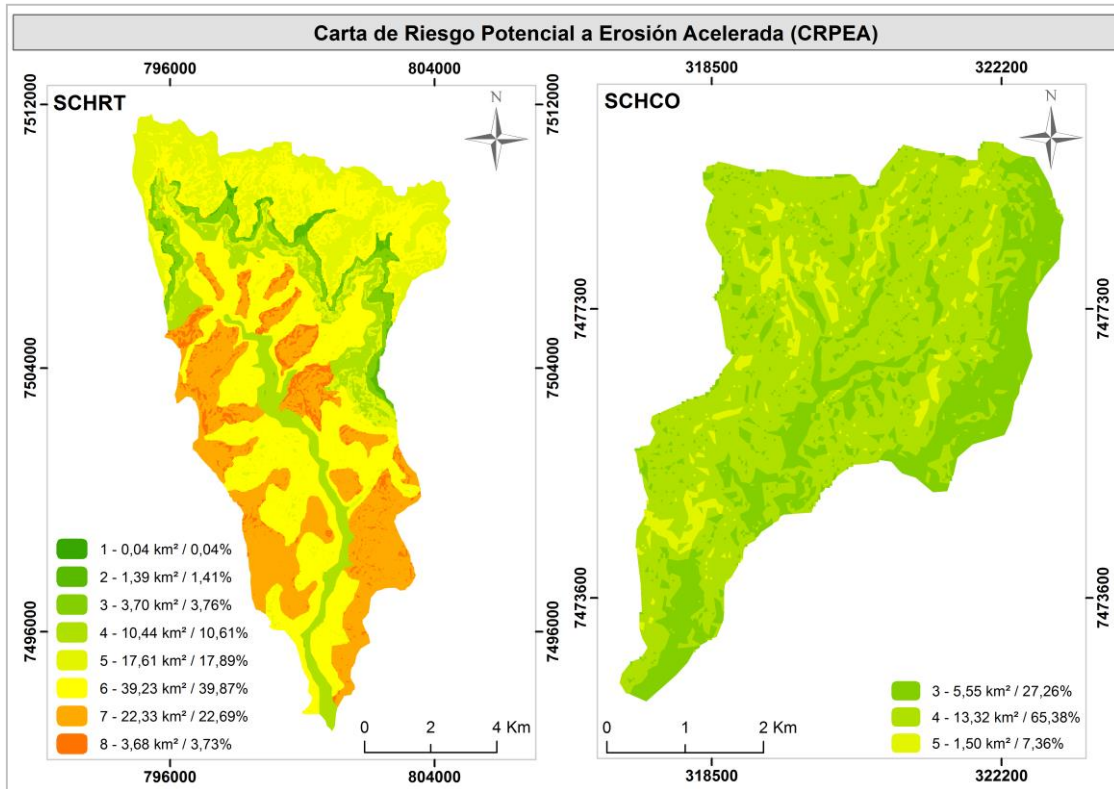 Carta de Riesgo Potencial a Erosión Acelerada (CRPEA)
796000
804000
318500
322200
7512000
7512000
SCHRT
N
SCHCO
N
7504000
7504000
7477300
7477300
7496000
7496000
7473600
7473600
1 - 0,04 km² / 0,04%
2 - 1,39 km² / 1,41%
3 - 3,70 km² / 3,76%
4 - 10,44 km² / 10,61%
5 - 17,61 km² / 17,89%
6 - 39,23 km² / 39,87%
7 - 22,33 km² / 22,69%
8 - 3,68 km² / 3,73%
0 2 4 Km
3 - 5,55 km² / 27,26%
4 - 13,32 km² / 65,38%
5 - 1,50 km² / 7,36%
0 1 2 Km
796000
804000
318500
322200